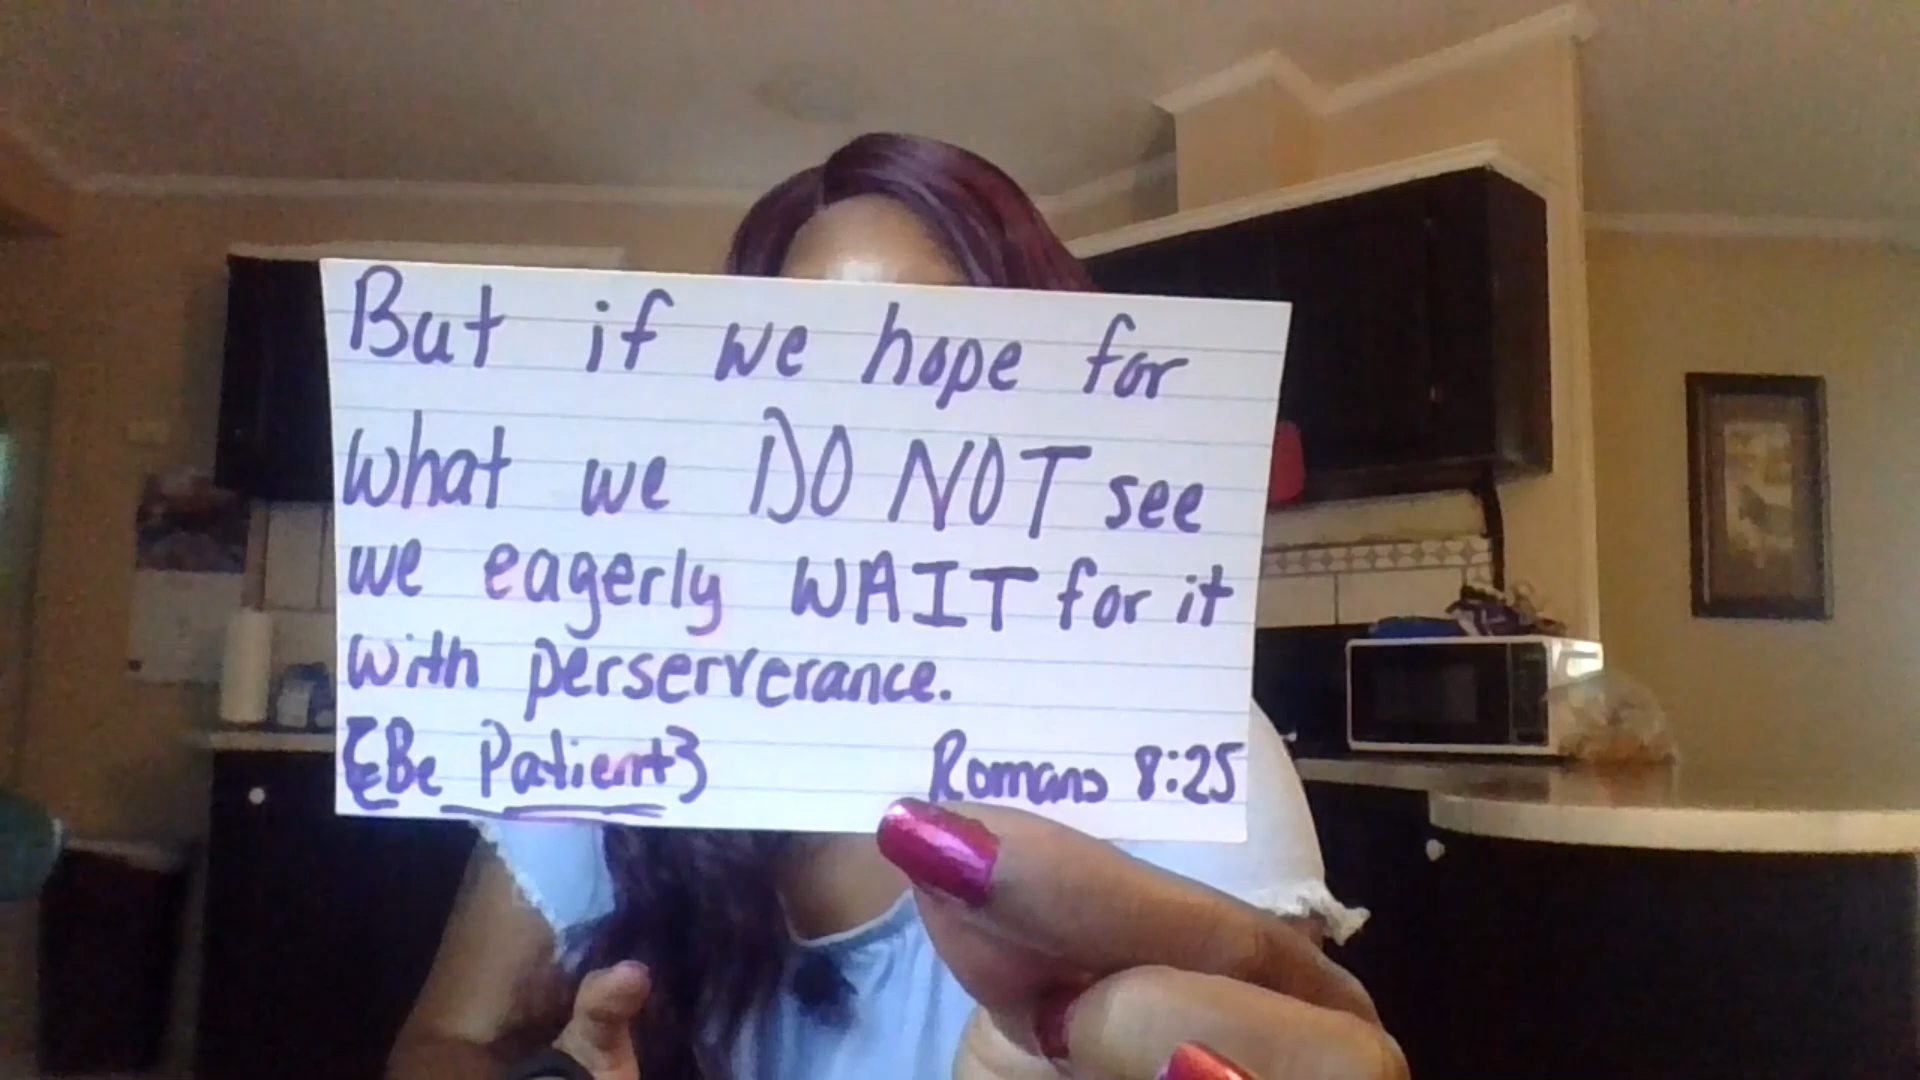 But if we hope for
what we DO NOT see
we eagerly WAIT for it
with perserverance.
{Be Patient} Romans 8:25